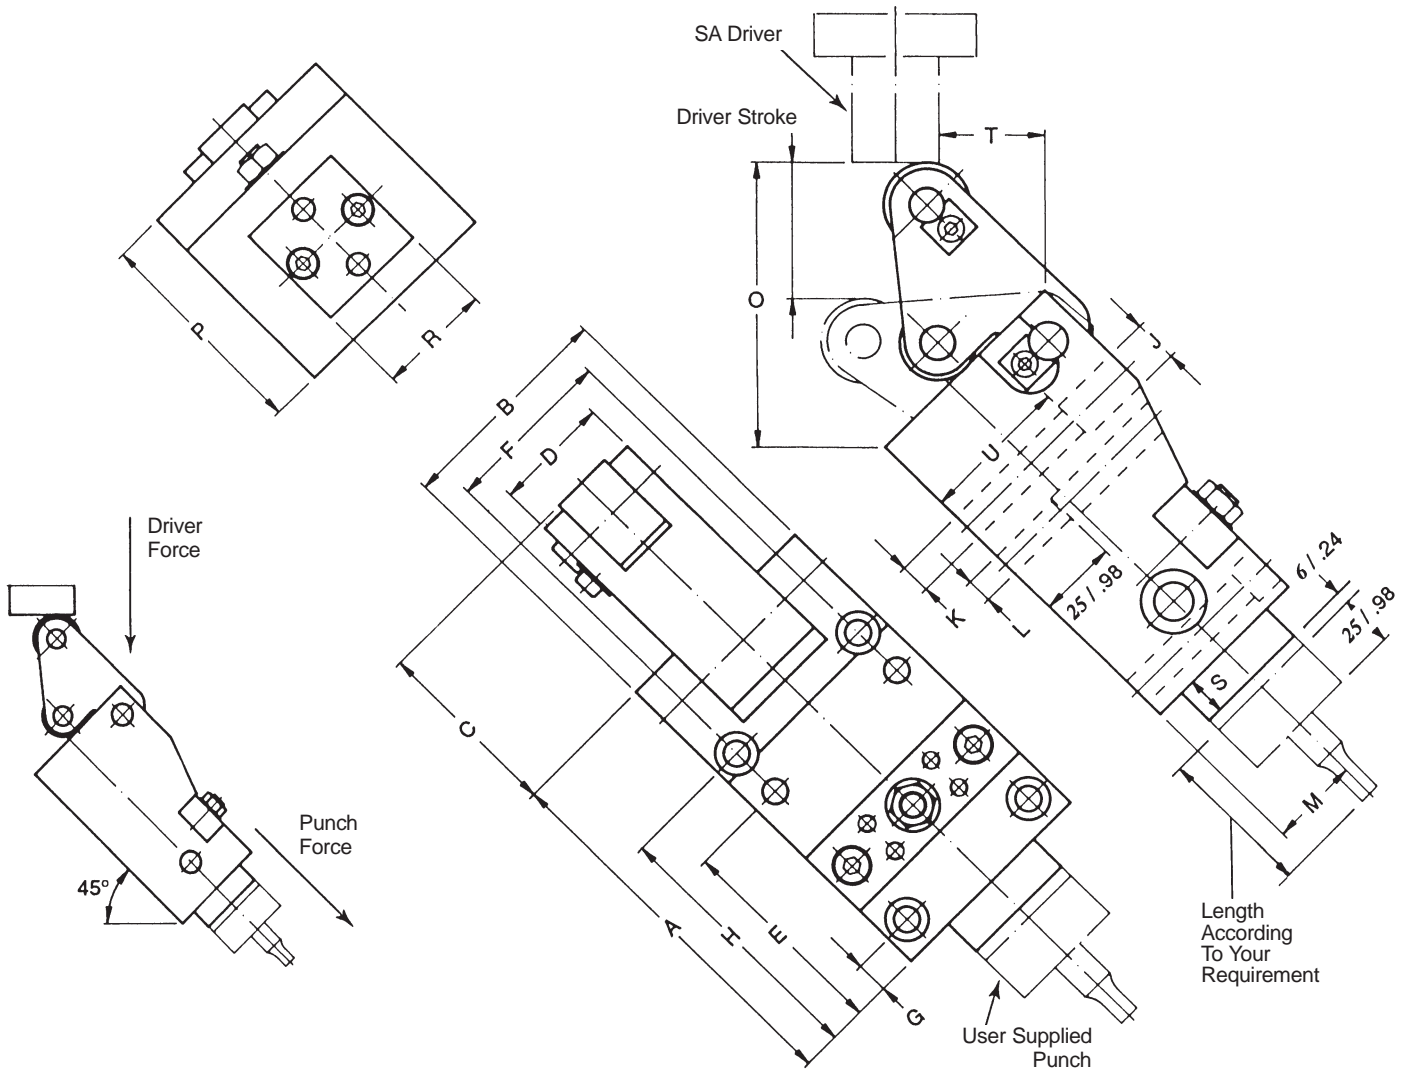 SA Driver
Driver Stroke
T
O
J
P
R
B
F
D
U
Driver
Force
6 / .24
25 / .98
25 / .98
K
L
S
C
M
Punch
Force
45°
A
H
E
G
Length
According
To Your
Requirement
User Supplied
Punch